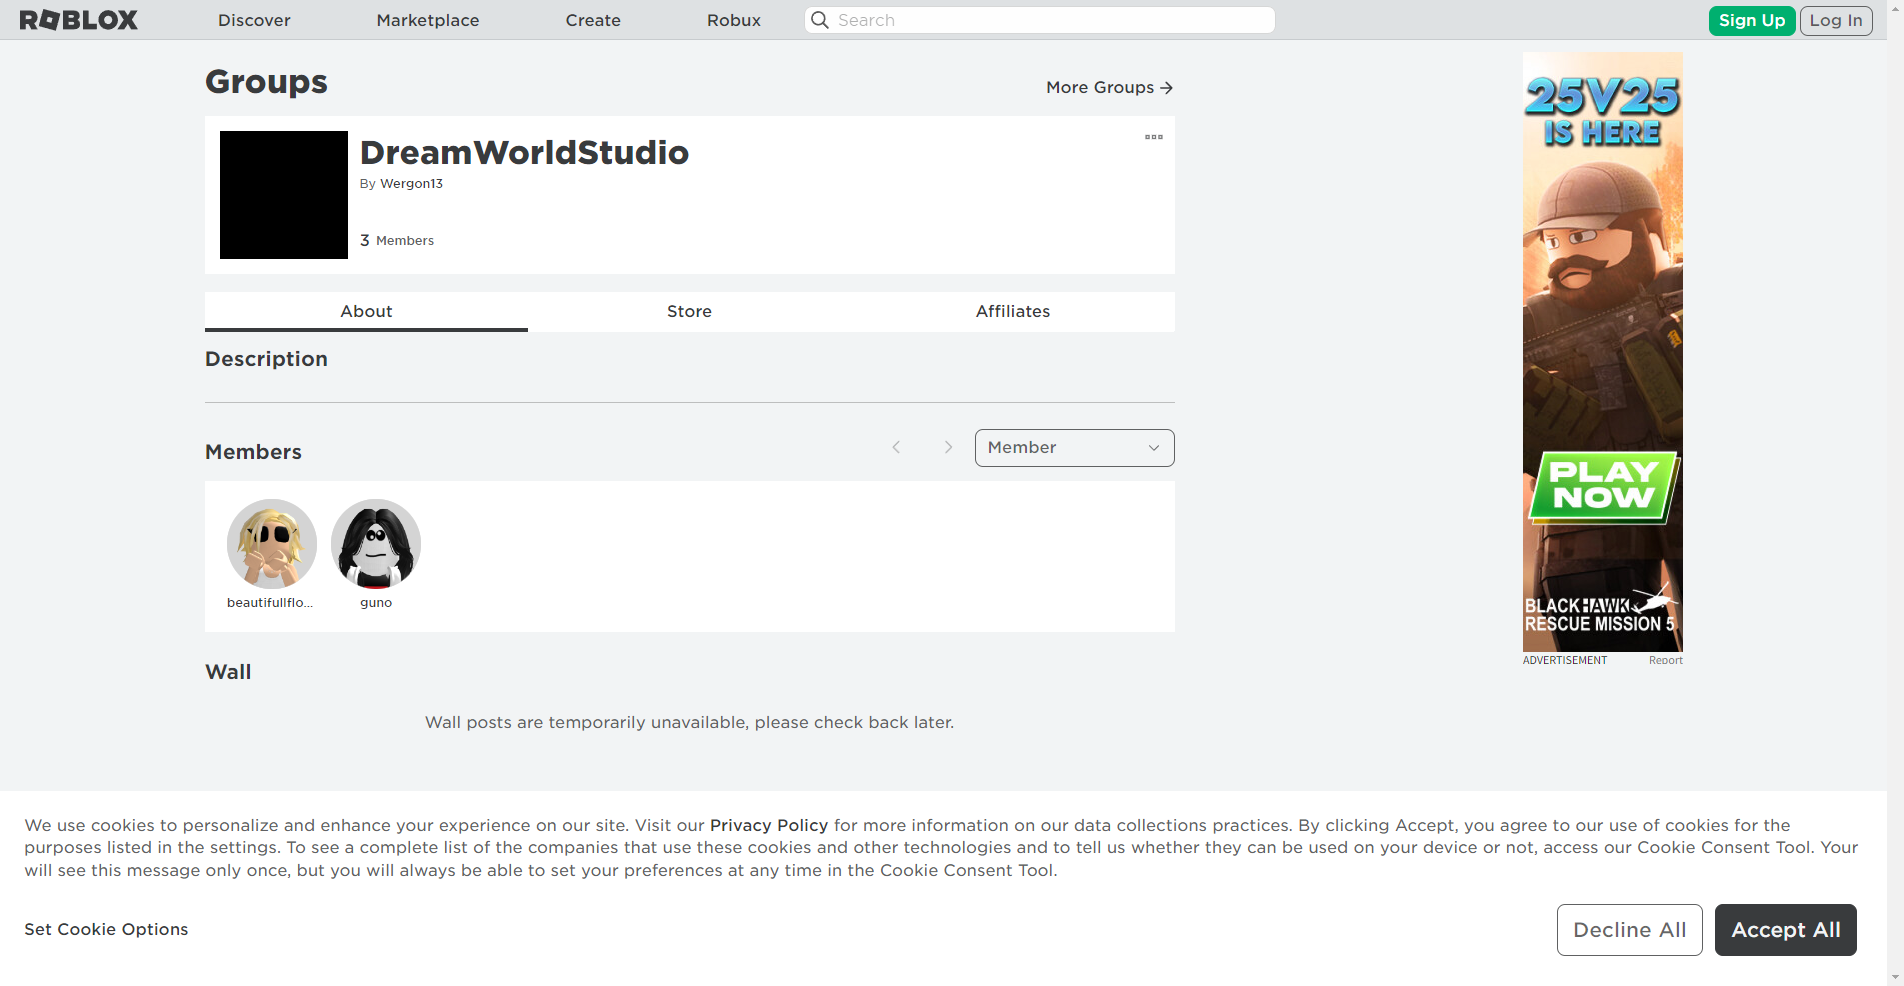 ROBLOX
Discover
Marketplace
Create
Robux
Search
Sign Up
Log In
Groups
More Groups
DreamWorldStudio
By Wergon13
3 Members
About
Store
Affiliates
Description
Members
Member
beautifullflo...
guno
Wall
Wall posts are temporarily unavailable, please check back later.
25V25
IS HERE
PLAY
NOW
BLACK HAWK
RESCUE MISSION 5
ADVERTISEMENT
Report
We use cookies to personalize and enhance your experience on our site. Visit our Privacy Policy for more information on our data collections practices. By clicking Accept, you agree to our use of cookies for the
purposes listed in the settings. To see a complete list of the companies that use these cookies and other technologies and to tell us whether they can be used on your device or not, access our Cookie Consent Tool. Your
will see this message only once, but you will always be able to set your preferences at any time in the Cookie Consent Tool.
Set Cookie Options
Decline All
Accept All